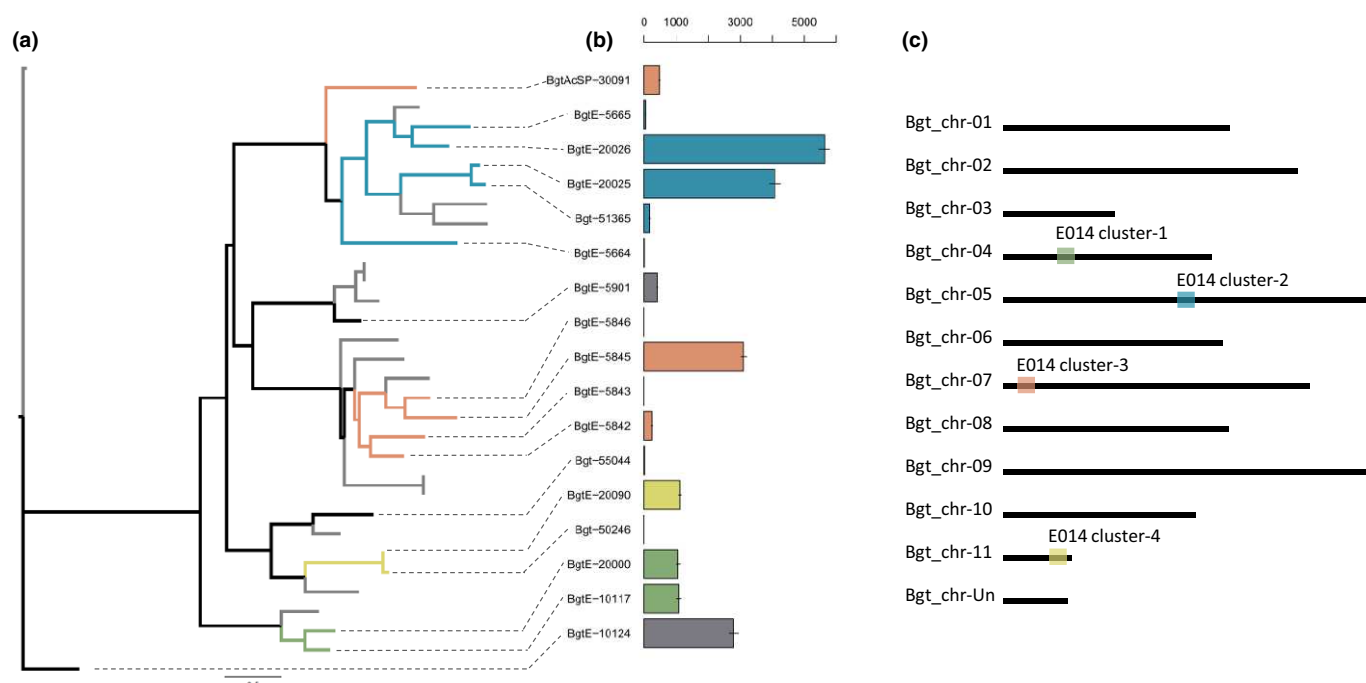 (a)
(b)
0 1000 3000 5000
BgtAcSP-30091
BgtE-5665
BgtE-20026
BgtE-20025
Bgt-51365
BgtE-5664
BgtE-5901
BgtE-5846
BgtE-5845
BgtE-5843
BgtE-5842
Bgt-55044
BgtE-20090
Bgt-50246
BgtE-20000
BgtE-10117
BgtE-10124
(c)
Bgt_chr-01
Bgt_chr-02
Bgt_chr-03
E014 cluster-1
Bgt_chr-04
E014 cluster-2
Bgt_chr-05
Bgt_chr-06
E014 cluster-3
Bgt_chr-07
Bgt_chr-08
Bgt_chr-09
Bgt_chr-10
E014 cluster-4
Bgt_chr-11
Bgt_chr-Un